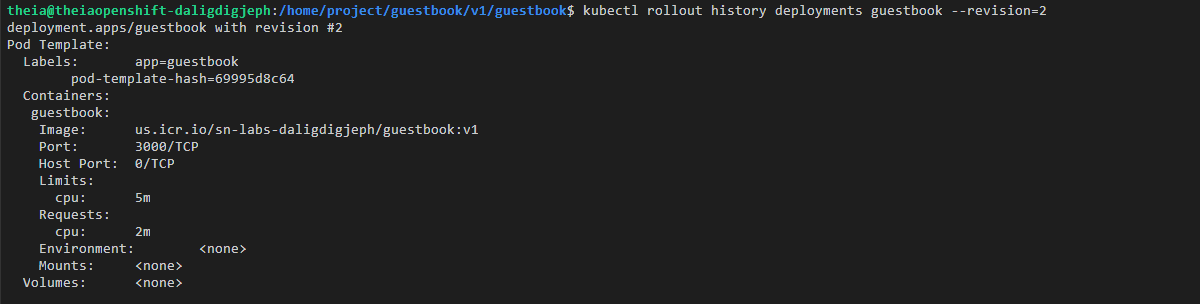 theia@theiaopenshift-daligdigjeph:/home/project/guestbook/v1/guestbook$ kubectl rollout history deployments guestbook --revision=2
deployment.apps/guestbook with revision #2
Pod Template:
  Labels:       app=guestbook
        pod-template-hash=69995d8c64
  Containers:
   guestbook:
    Image:      us.icr.io/sn-labs-daligdigjeph/guestbook:v1
    Port:       3000/TCP
    Host Port:  0/TCP
    Limits:
      cpu:      5m
    Requests:
      cpu:      2m
    Environment:        <none>
    Mounts:     <none>
  Volumes:      <none>